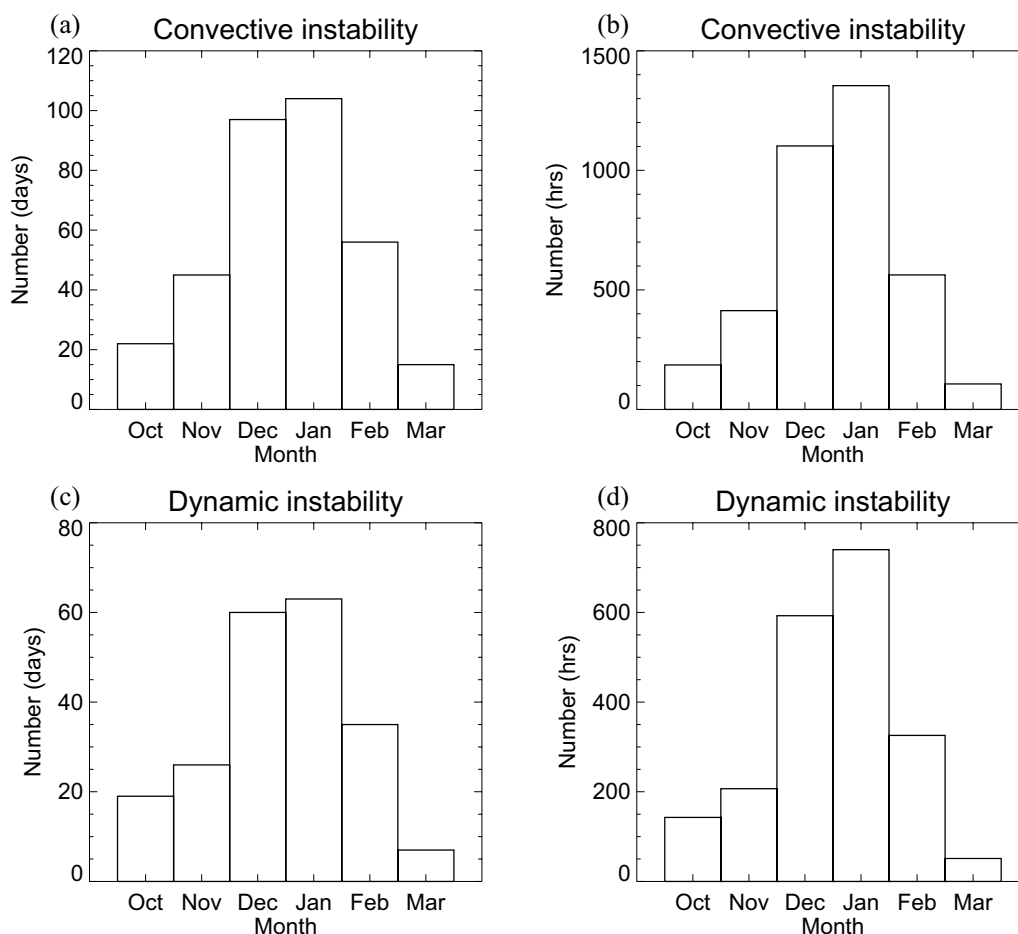 (a)
Convective instability
120
100
80
60
40
20
0
Number (days)
Oct Nov Dec Jan Feb Mar
Month
(b)
Convective instability
1500
1000
500
0
Number (hrs)
Oct Nov Dec Jan Feb Mar
Month
(c)
Dynamic instability
80
60
40
20
0
Number (days)
Oct Nov Dec Jan Feb Mar
Month
(d)
Dynamic instability
800
600
400
200
0
Number (hrs)
Oct Nov Dec Jan Feb Mar
Month